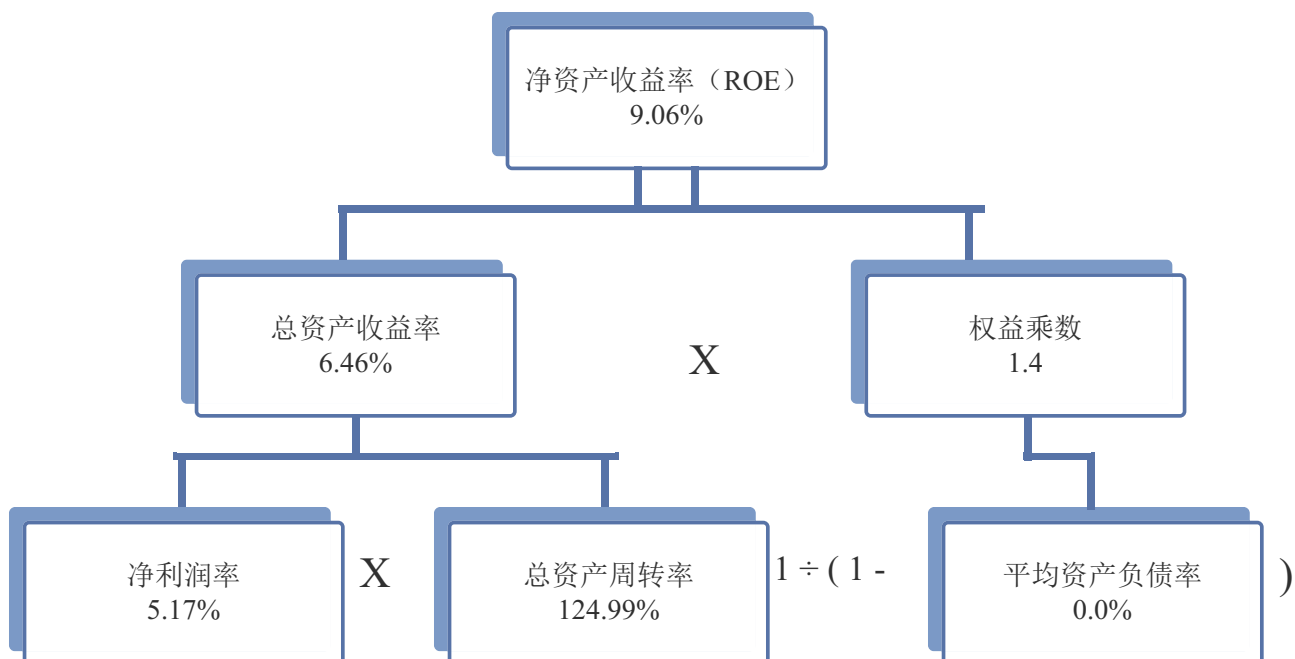 净资产收益率（ROE）
9.06%
总资产收益率
6.46%
X
权益乘数
1.4
净利润率
5.17%
X
总资产周转率
124.99%
1 ÷ ( 1 -
平均资产负债率
0.0%
)